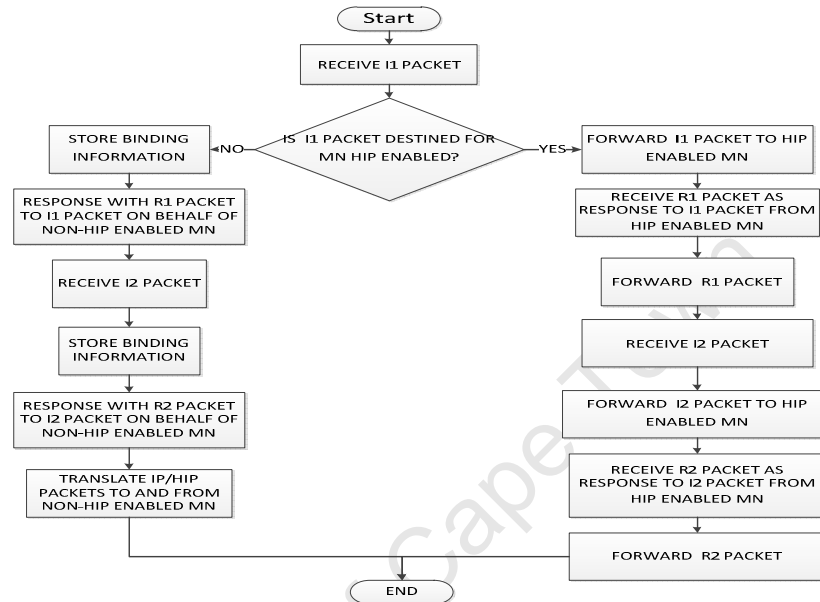 Start
RECEIVE I1 PACKET
IS I1 PACKET DESTINED FOR
MN HIP ENABLED?
NO
YES
STORE BINDING
INFORMATION
RESPONSE WITH R1 PACKET
TO I1 PACKET ON BEHALF OF
NON-HIP ENABLED MN
RECEIVE I2 PACKET
STORE BINDING
INFORMATION
RESPONSE WITH R2 PACKET
TO I2 PACKET ON BEHALF OF
NON-HIP ENABLED MN
TRANSLATE IP/HIP
PACKETS TO AND FROM
NON-HIP ENABLED MN
FORWARD I1 PACKET TO HIP
ENABLED MN
RECEIVE R1 PACKET AS
RESPONSE TO I1 PACKET FROM
HIP ENABLED MN
FORWARD R1 PACKET
RECEIVE I2 PACKET
FORWARD I2 PACKET TO HIP
ENABLED MN
RECEIVE R2 PACKET AS
RESPONSE TO I2 PACKET FROM
HIP ENABLED MN
FORWARD R2 PACKET
END
Cape Town